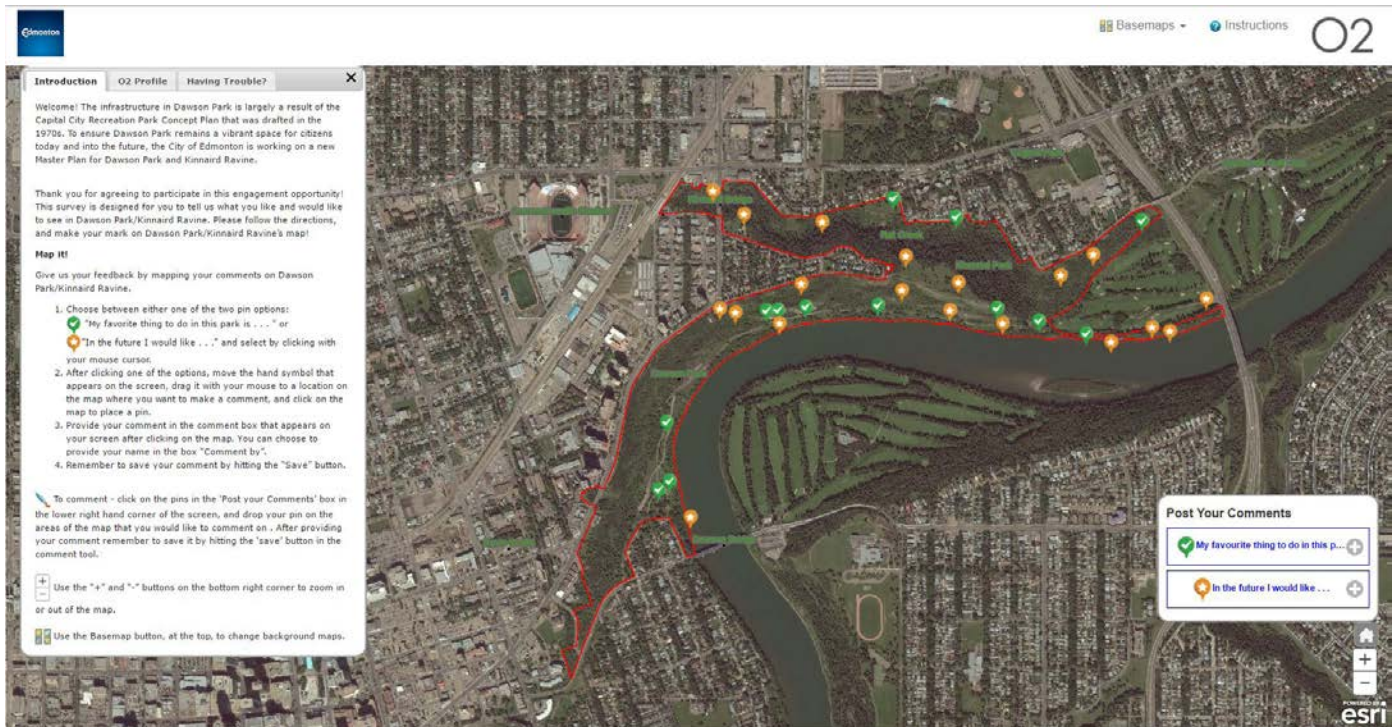 Edmonton
Basemaps
Instructions
O2
Introduction
O2 Profile
Having Trouble?
Welcome! The infrastructure in Dawson Park is largely a result of the
Capital City Recreation Park Concept Plan that was drafted in the
1970s. To ensure Dawson Park remains a vibrant space for citizens
today and into the future, the City of Edmonton is working on a new
Master Plan for Dawson Park and Kinnaird Ravine.
Thank you for agreeing to participate in this engagement opportunity!
This survey is designed for you to tell us what you like and would like
to see in Dawson Park/Kinnaird Ravine. Please follow the directions,
and make your mark on Dawson Park/Kinnaird Ravine's map!
Map it!
Give us your feedback by mapping your comments on Dawson
Park/Kinnaird Ravine.
1. Choose between either one of the two pin options:
"My favorite thing to do in this park is . . . " or
"In the future I would like . . ." and select by clicking with
your mouse cursor.
2. After clicking one of the options, move the hand symbol that
appears on the screen, drag it with your mouse to a location on
the map where you want to make a comment, and click on the
map to place a pin.
3. Provide your comment in the comment box that appears on
your screen after clicking on the map. You can choose to
provide your name in the box "Comment by".
4. Remember to save your comment by hitting the "Save" button.
To comment - click on the pins in the 'Post your Comments' box in
the lower right hand corner of the screen, and drop your pin on the
areas of the map that you would like to comment on . After providing
your comment remember to save it by hitting the 'save' button in the
comment tool.
Use the "+" and "-" buttons on the bottom right corner to zoom in
or out of the map.
Use the Basemap button, at the top, to change background maps.
Rat Creek
Post Your Comments
My favourite thing to do in this p...
In the future I would like . . .
POWERED BY
esri